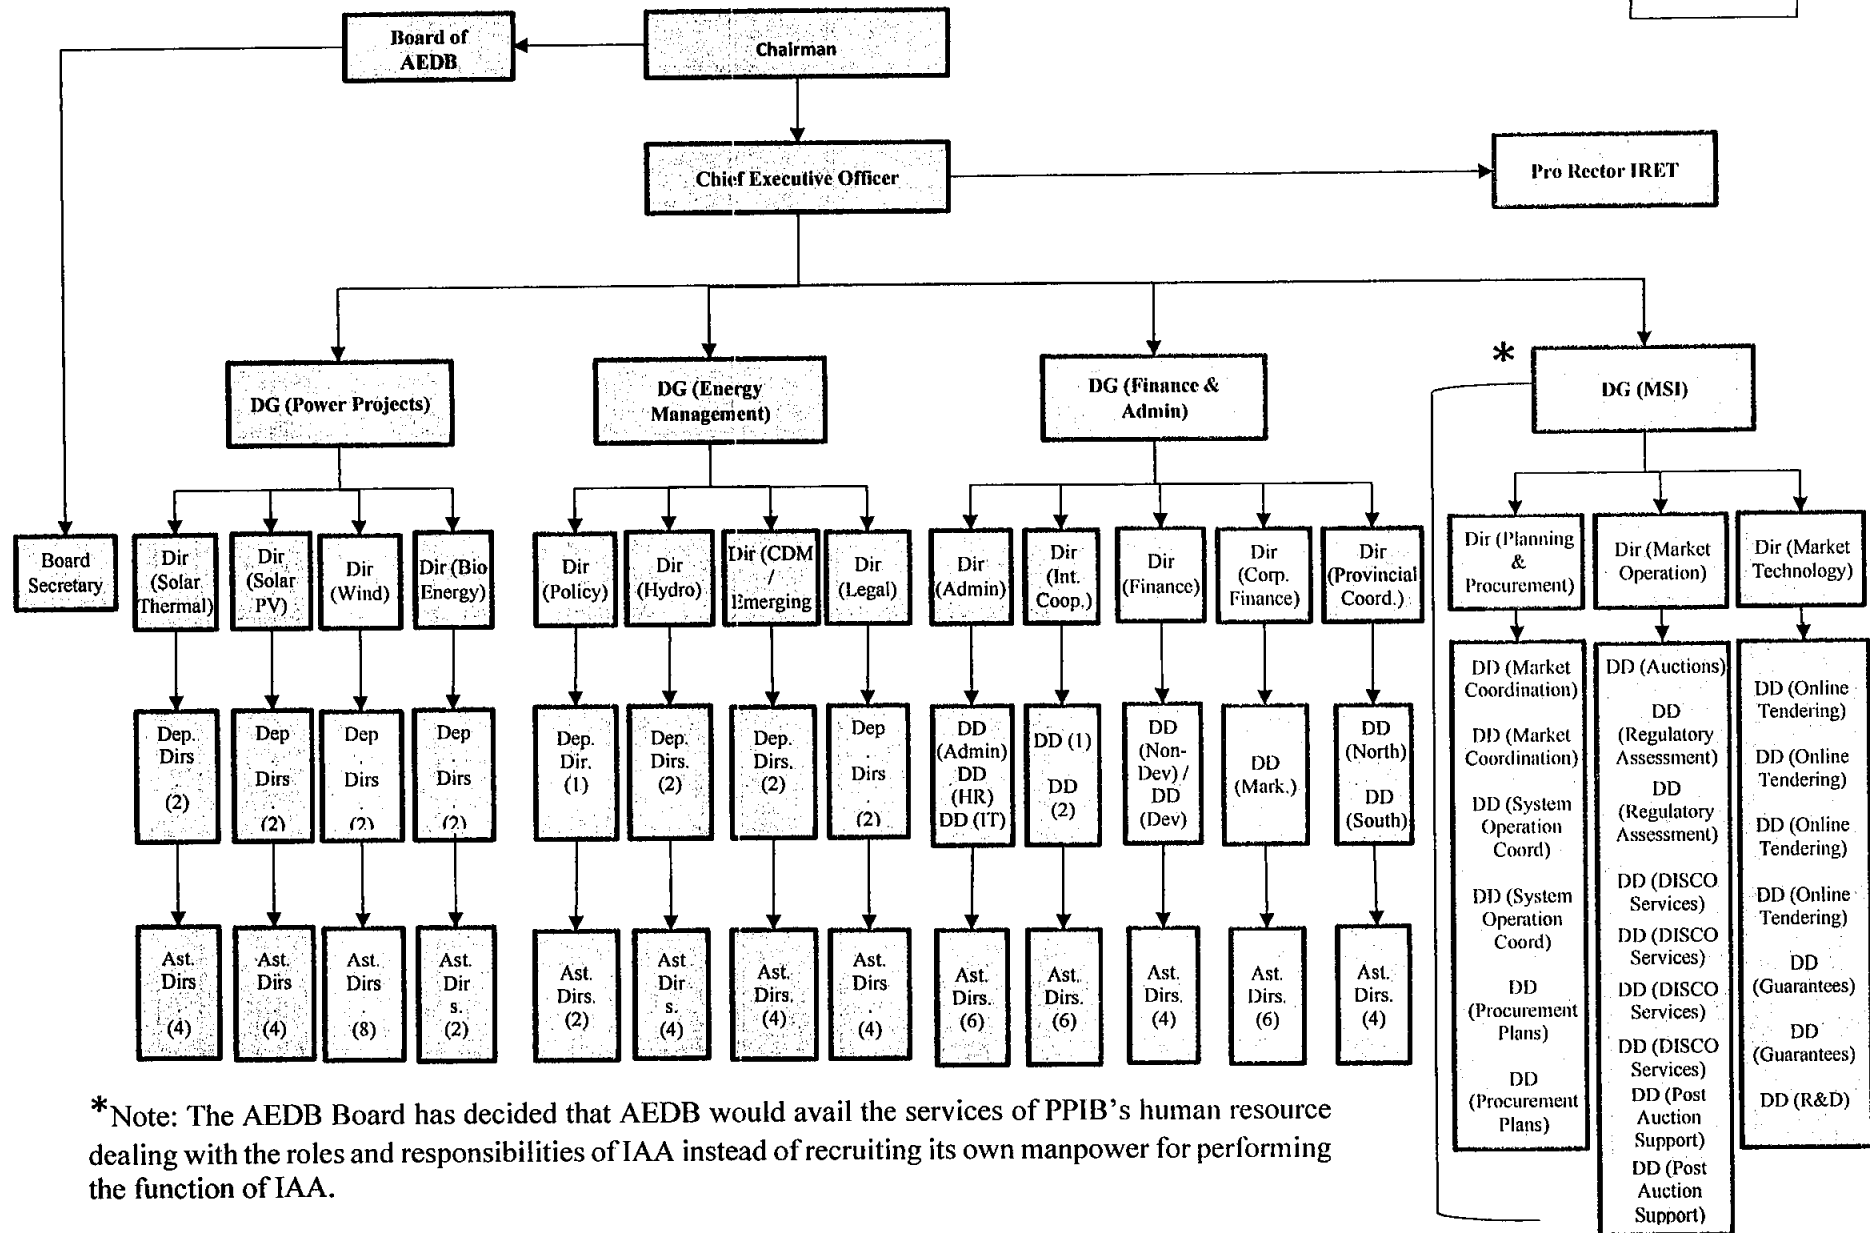 Board of
AEDB
Chairman
Chief Executive Officer
Pro Rector IRET
DG (Power Projects)
DG (Energy
Management)
DG (Finance &
Admin)
*
DG (MSI)
Board
Secretary
Dir
(Solar
Thermal)
Dir
(Solar
PV)
Dir
(Wind)
Dir (Bio
Energy)
Dir
(Policy)
Dir
(Hydro)
Dir (CDM
/
Emerging
Dir
(Legal)
Dir
(Admin)
Dir
(Int.
Coop.)
Dir
(Finance)
Dir
(Corp.
Finance)
Dir
(Provincial
Coord.)
Dir (Planning
&
Procurement)
Dir (Market
Operation)
Dir (Market
Technology)
Dep.
Dirs
.
(2)
Dep
.
Dirs
.
(2)
Dep
.
Dirs
.
(2)
Dep
.
Dirs
.
(2)
Dep.
Dir.
(1)
Dep.
Dirs.
(2)
Dep.
Dirs.
(2)
Dep
.
Dirs
.
(2)
DD
(Admin)
DD
(HR)
DD (IT)
DD (1)
DD
(2)
DD
(Non-
Dev) /
DD
(Dev)
DD
(Mark.)
DD
(North)
DD
(South)
DD (Market
Coordination)
DD (Market
Coordination)
DD (System
Operation
Coord)
DD (System
Operation
Coord)
DD
(Procurement
Plans)
DD
(Procurement
Plans)
DD (Auctions)
DD
(Regulatory
Assessment)
DD
(Regulatory
Assessment)
DD (DISCO
Services)
DD (DISCO
Services)
DD (DISCO
Services)
DD (DISCO
Services)
DD (Post
Auction
Support)
DD (Post
Auction
Support)
DD (Online
Tendering)
DD (Online
Tendering)
DD (Online
Tendering)
DD (Online
Tendering)
DD
(Guarantees)
DD
(Guarantees)
DD (R&D)
Ast.
Dirs
.
(4)
Ast.
Dirs
.
(4)
Ast.
Dirs
.
(8)
Ast.
Dir
s.
(2)
Ast.
Dirs.
(2)
Ast.
Dir
s.
(4)
Ast.
Dirs.
(4)
Ast.
Dirs
.
(4)
Ast.
Dirs.
(6)
Ast.
Dirs.
(6)
Ast.
Dirs.
(4)
Ast.
Dirs.
(6)
Ast.
Dirs.
(4)
*Note: The AEDB Board has decided that AEDB would avail the services of PPIB's human resource
dealing with the roles and responsibilities of IAA instead of recruiting its own manpower for performing
the function of IAA.